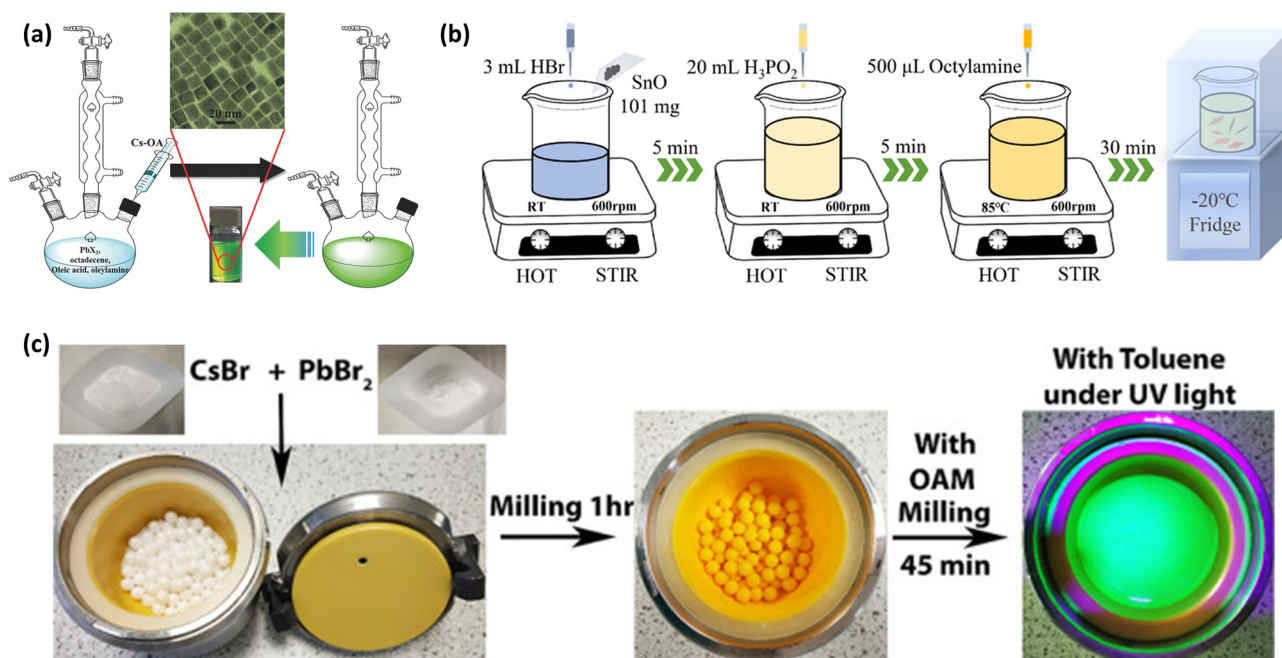 (a)
Cs-OA
20 nm
PbX₂,
octadecene,
Oleic acid, oleylamine
(b)
3 mL HBr
SnO
101 mg
RT
600rpm
HOT
STIR
5 min
20 mL H₃PO₂
RT
600rpm
HOT
STIR
5 min
500 μL Octylamine
85℃
600rpm
HOT
STIR
30 min
-20℃
Fridge
(c)
CsBr + PbBr₂
Milling 1hr
With
OAM
Milling
45 min
With Toluene
under UV light